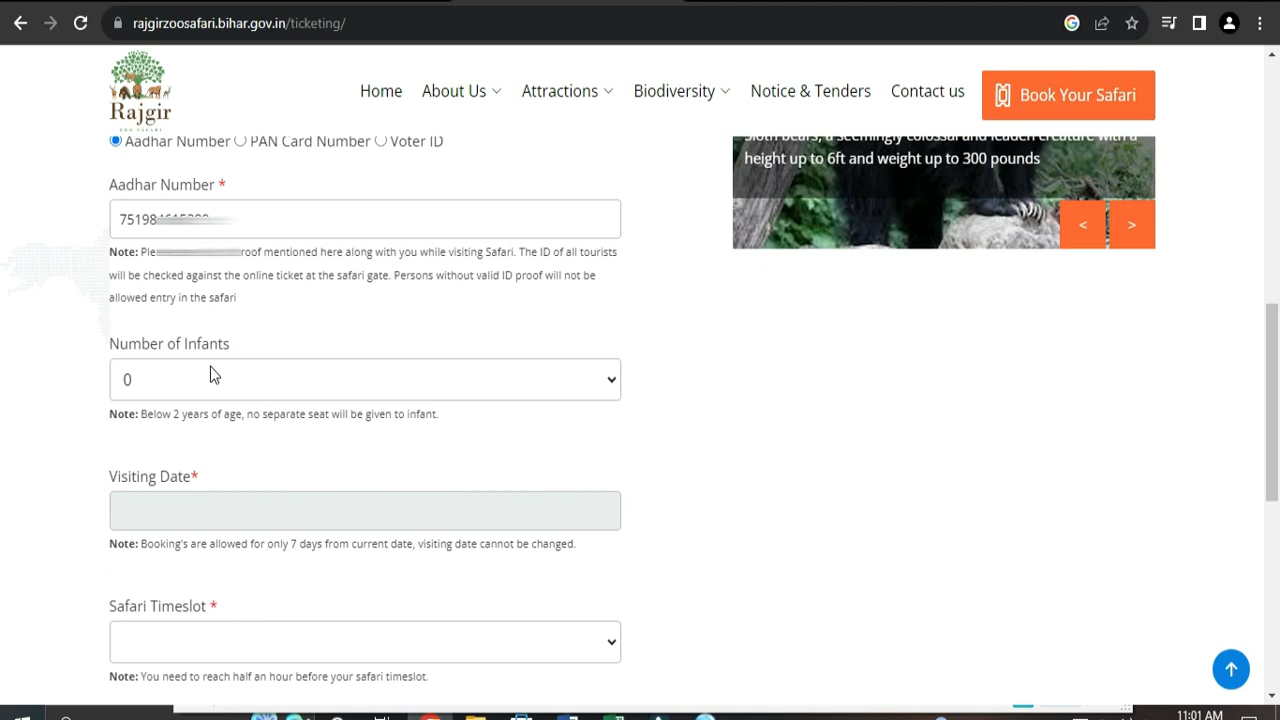 rajgirzoosafari.bihar.gov.in/ticketing/
Rajgir
ZOO SAFARI
Home
About Us
Attractions
Biodiversity
Notice & Tenders
Contact us
Book Your Safari
Aadhar Number
PAN Card Number
Voter ID
Sloth bears, a seemingly colossal and leaden creature with a
height up to 6ft and weight up to 300 pounds
<
>
Aadhar Number *
Note: roof mentioned here along with you while visiting Safari. The ID of all tourists
will be checked against the online ticket at the safari gate. Persons without valid ID proof will not be
allowed entry in the safari
Number of Infants
0
Note: Below 2 years of age, no separate seat will be given to infant.
Visiting Date*
Note: Booking's are allowed for only 7 days from current date, visiting date cannot be changed.
Safari Timeslot *
Note: You need to reach half an hour before your safari timeslot.
11:01 AM